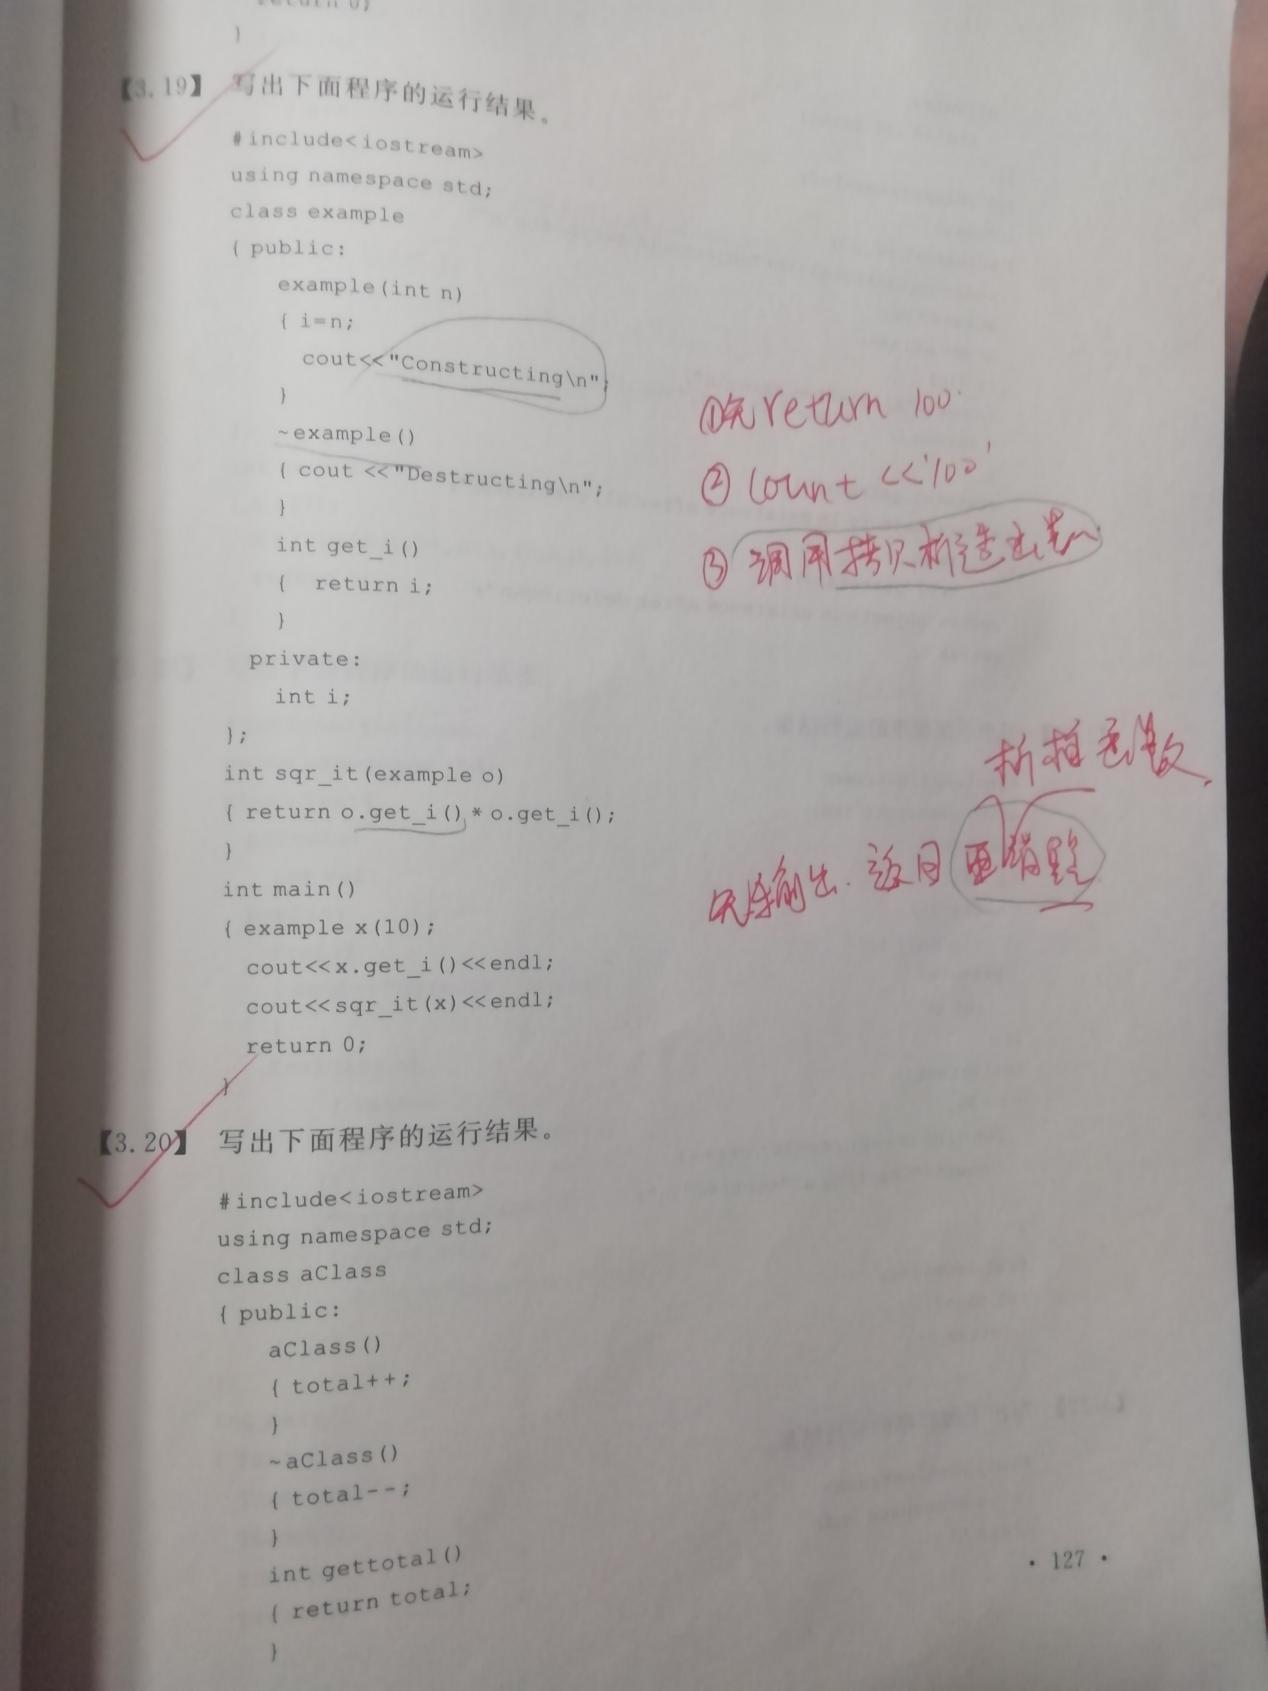 return 0;
}
【3.19】 写出下面程序的运行结果。
#include<iostream>
using namespace std;
class example
{ public:
example(int n)
{ i=n;
cout<<"Constructing\n";
}
~example()
{ cout <<"Destructing\n";
}
int get_i()
{ return i;
}
private:
int i;
};
int sqr_it(example o)
{ return o.get_i() * o.get_i();
}
int main()
{ example x(10);
cout<<x.get_i()<<endl;
cout<<sqr_it(x)<<endl;
return 0;
}
①先return 100
② count <<'100'
③ 调用拷贝析造函数
析构函数
先输出. 返回
【3.20】 写出下面程序的运行结果。
#include<iostream>
using namespace std;
class aClass
{ public:
aClass()
{ total++;
}
~aClass()
{ total--;
}
int gettotal()
{ return total;
}
· 127 ·